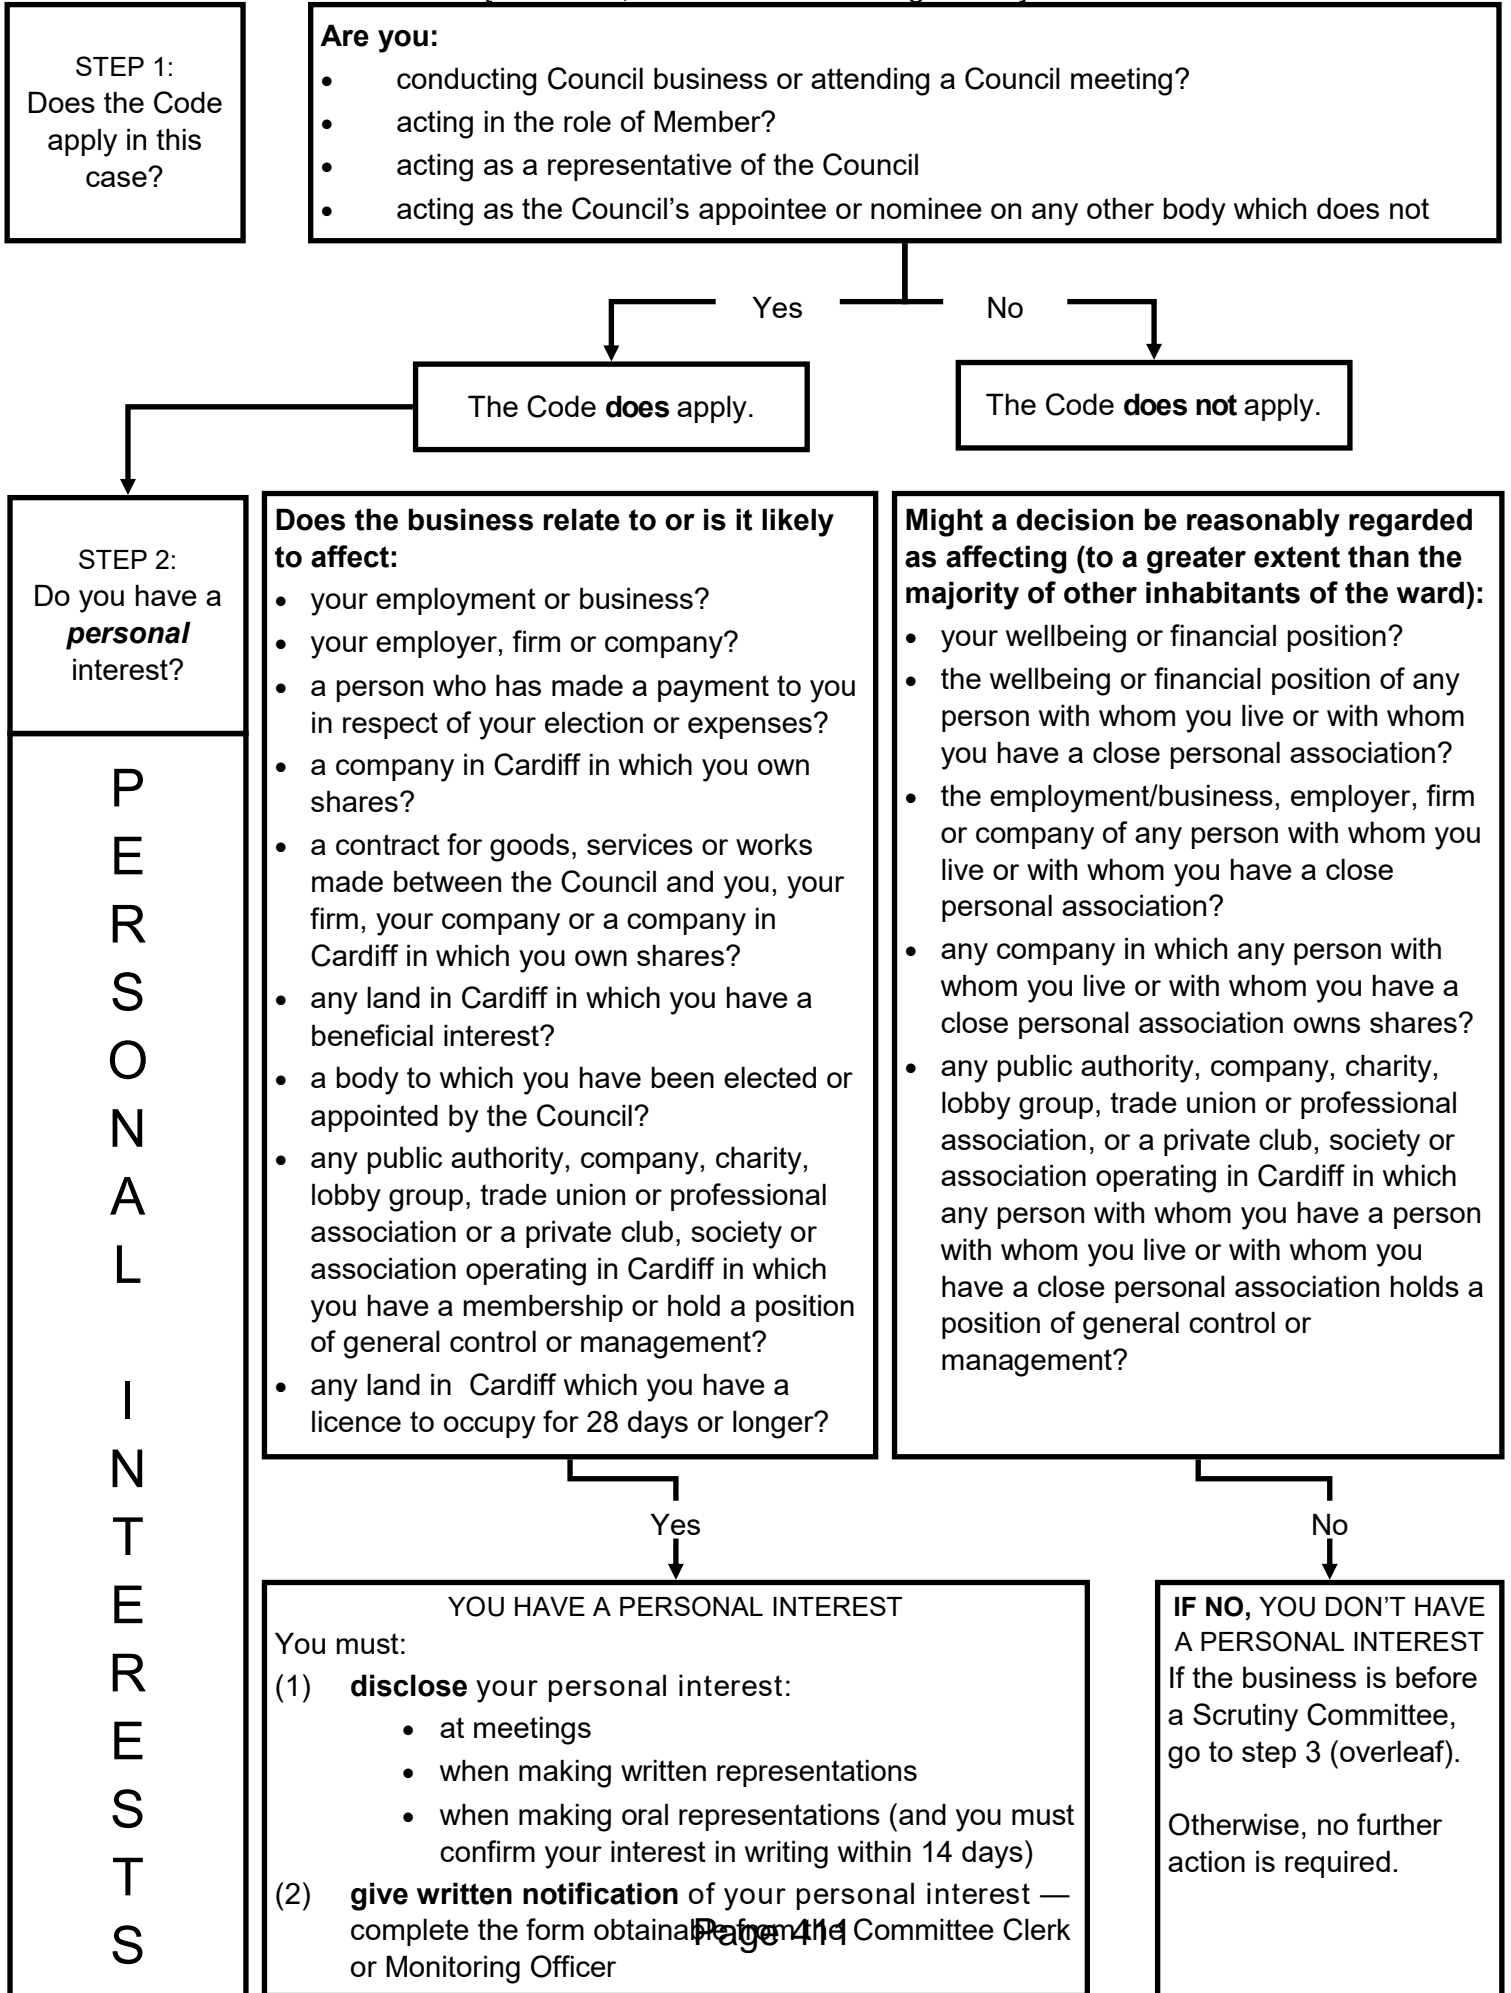 STEP 1:
Does the Code
apply in this
case?
Are you:
• conducting Council business or attending a Council meeting?
• acting in the role of Member?
• acting as a representative of the Council
• acting as the Council’s appointee or nominee on any other body which does not
Yes
No
The Code does apply.
The Code does not apply.
STEP 2:
Do you have a
personal
interest?
PERSONAL INTERESTS
Does the business relate to or is it likely
to affect:
• your employment or business?
• your employer, firm or company?
• a person who has made a payment to you
in respect of your election or expenses?
• a company in Cardiff in which you own
shares?
• a contract for goods, services or works
made between the Council and you, your
firm, your company or a company in
Cardiff in which you own shares?
• any land in Cardiff in which you have a
beneficial interest?
• a body to which you have been elected or
appointed by the Council?
• any public authority, company, charity,
lobby group, trade union or professional
association or a private club, society or
association operating in Cardiff in which
you have a membership or hold a position
of general control or management?
• any land in  Cardiff which you have a
licence to occupy for 28 days or longer?
Might a decision be reasonably regarded
as affecting (to a greater extent than the
majority of other inhabitants of the ward):
• your wellbeing or financial position?
• the wellbeing or financial position of any
person with whom you live or with whom
you have a close personal association?
• the employment/business, employer, firm
or company of any person with whom you
live or with whom you have a close
personal association?
• any company in which any person with
whom you live or with whom you have a
close personal association owns shares?
• any public authority, company, charity,
lobby group, trade union or professional
association, or a private club, society or
association operating in Cardiff in which
any person with whom you have a person
with whom you live or with whom you
have a close personal association holds a
position of general control or
management?
Yes
No
YOU HAVE A PERSONAL INTEREST
You must:
(1) disclose your personal interest:
• at meetings
• when making written representations
• when making oral representations (and you must
confirm your interest in writing within 14 days)
(2) give written notification of your personal interest —
complete the form obtainable from the Committee Clerk
or Monitoring Officer
IF NO, YOU DON’T HAVE
A PERSONAL INTEREST
If the business is before
a Scrutiny Committee,
go to step 3 (overleaf).
Otherwise, no further
action is required.
Page 411